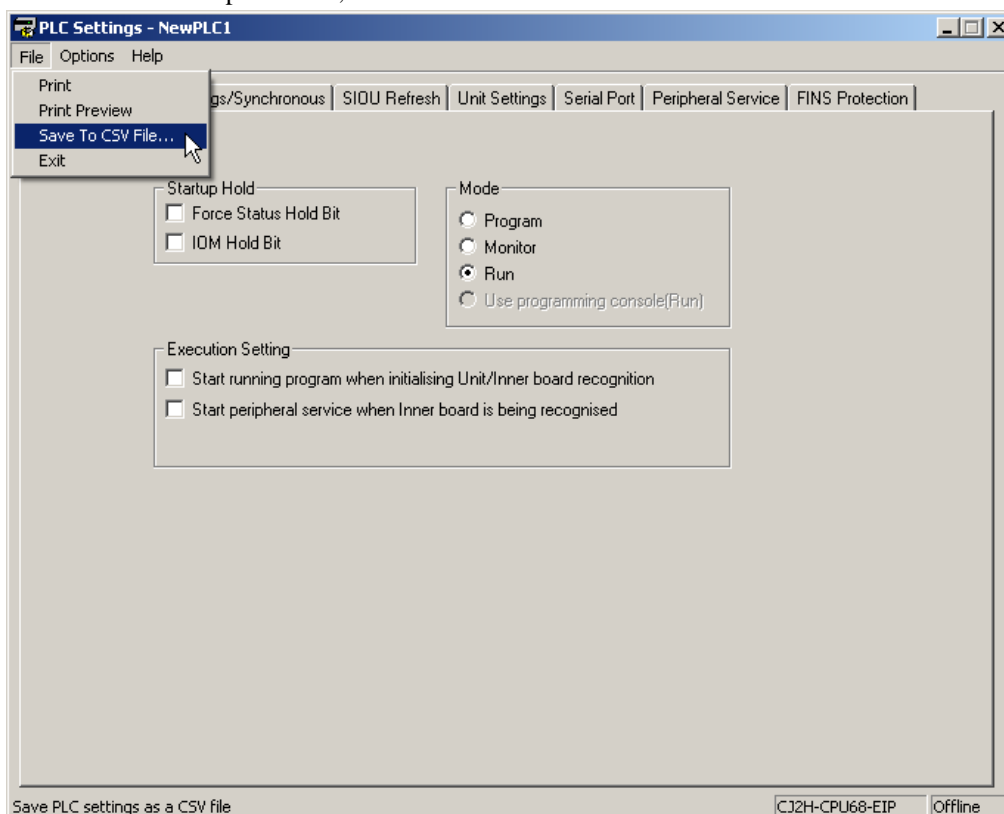 PLC Settings - NewPLC1
File Options Help
Print
Print Preview
Save To CSV File...
Exit
gs/Synchronous SIOU Refresh Unit Settings Serial Port Peripheral Service FINS Protection
Startup Hold
Force Status Hold Bit
IOM Hold Bit
Mode
Program
Monitor
Run
Use programming console(Run)
Execution Setting
Start running program when initialising Unit/Inner board recognition
Start peripheral service when Inner board is being recognised
Save PLC settings as a CSV file CJ2H-CPU68-EIP Offline